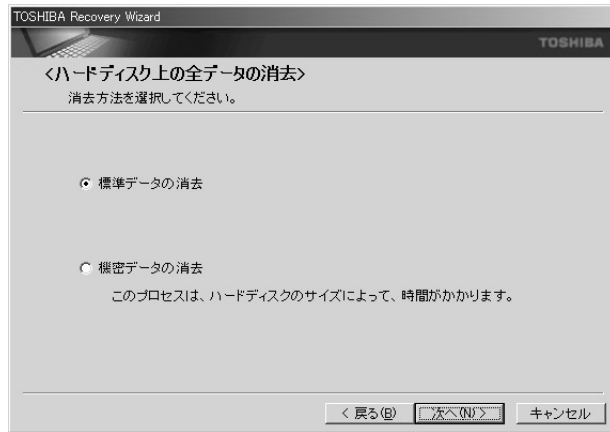 TOSHIBA Recovery Wizard
TOSHIBA
<ハードディスク上の全データの消去>
消去方法を選択してください。
標準データの消去
機密データの消去
このプロセスは、ハードディスクのサイズによって、時間がかかります。
< 戻る(B)
次へ(N) >
キャンセル